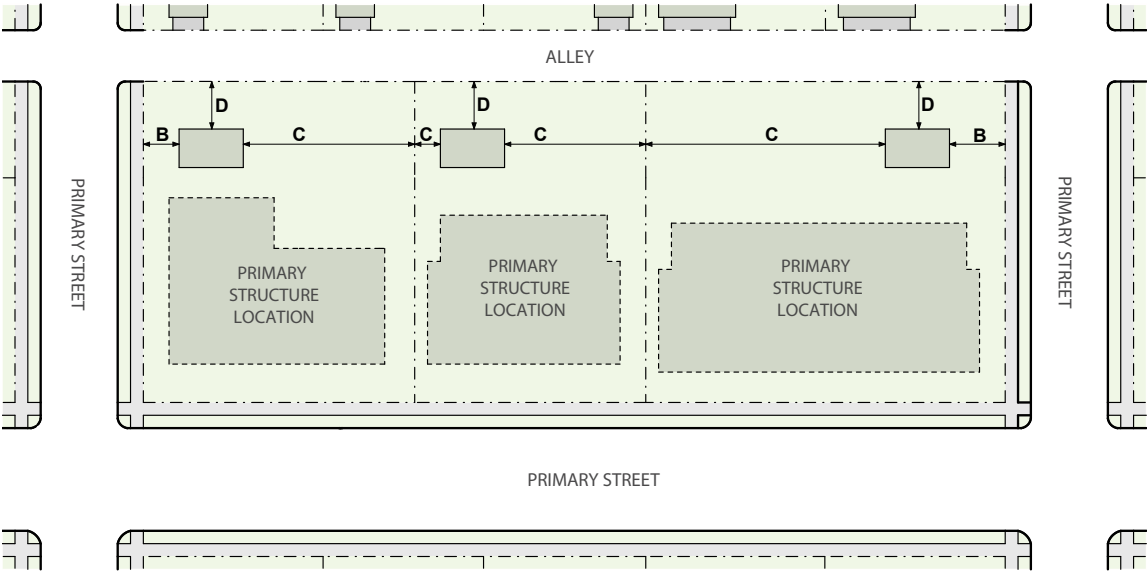 ALLEY
D
D
D
B
C
C
C
C
B
PRIMARY STREET
PRIMARY STREET
PRIMARY
STRUCTURE
LOCATION
PRIMARY
STRUCTURE
LOCATION
PRIMARY
STRUCTURE
LOCATION
PRIMARY STREET